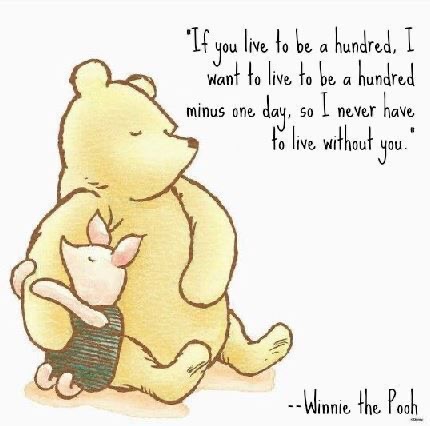 "If you live to be a hundred, I
want to live to be a hundred
minus one day, so I never have
to live without you."
--Winnie the Pooh